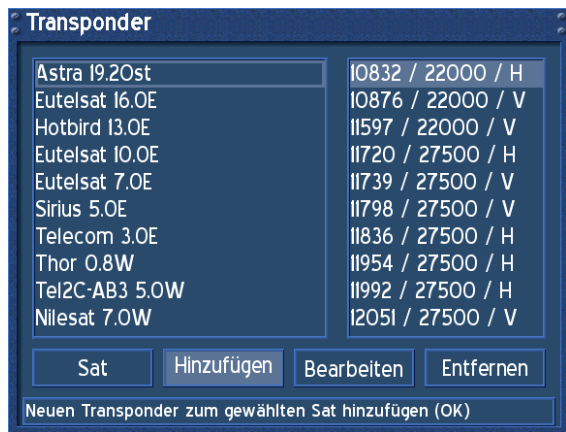 Transponder
Astra 19.2Ost
Eutelsat 16.0E
Hotbird 13.0E
Eutelsat 10.0E
Eutelsat 7.0E
Sirius 5.0E
Telecom 3.0E
Thor 0.8W
Tel2C-AB3 5.0W
Nilesat 7.0W
10832 / 22000 / H
10876 / 22000 / V
11597 / 22000 / V
11720 / 27500 / H
11739 / 27500 / V
11798 / 27500 / V
11836 / 27500 / H
11954 / 27500 / H
11992 / 27500 / H
12051 / 27500 / V
Sat Hinzufügen Bearbeiten Entfernen
Neuen Transponder zum gewählten Sat hinzufügen (OK)